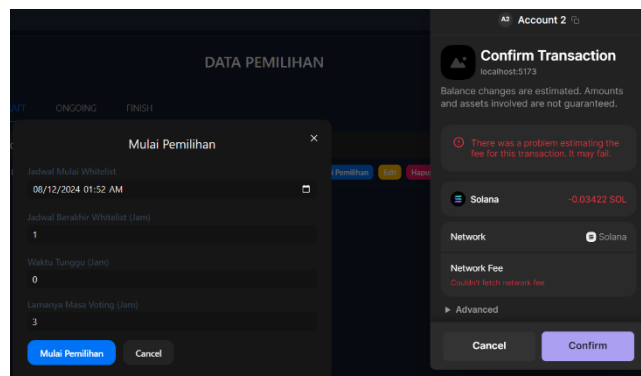 DATA PEMILIHAN
ONGOING
FINISH
Mulai Pemilihan
×
Jadwal Mulai Whitelist
08/12/2024 01:52 AM
Jadwal Berakhir Whitelist (Jam)
1
Waktu Tunggu (Jam)
0
Lamanya Masa Voting (Jam)
3
Mulai Pemilihan
Cancel
Pemilihan
Edit
A2 Account 2
Confirm Transaction
localhost:5173
Balance changes are estimated. Amounts
and assets involved are not guaranteed.
There was a problem estimating the
fee for this transaction. It may fail.
Solana
-0.03422 SOL
Network
Solana
Network Fee
Couldn't fetch network fee
Advanced
Cancel
Confirm